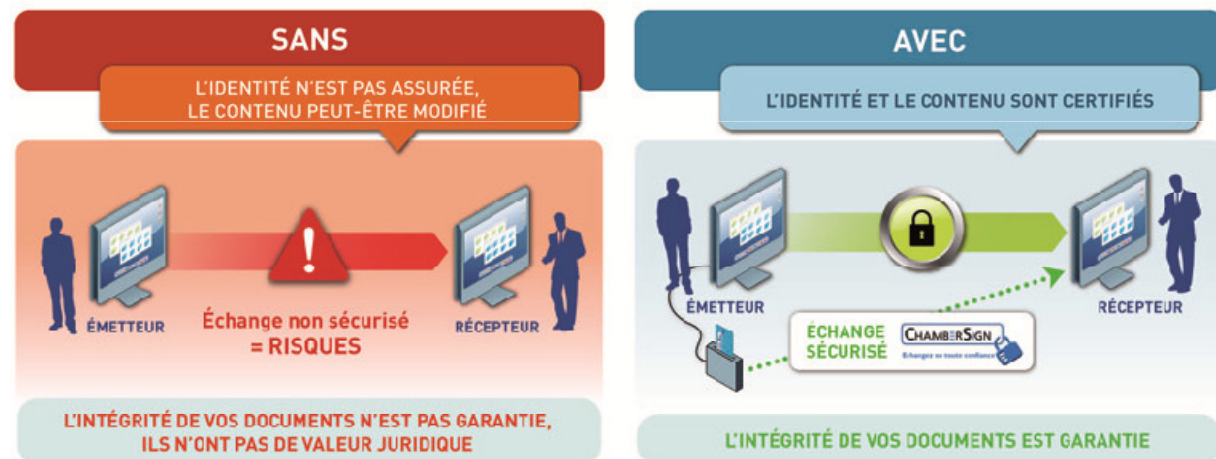 SANS
L'IDENTITÉ N'EST PAS ASSURÉE,
LE CONTENU PEUT-ÊTRE MODIFIÉ
ÉMETTEUR
Échange non sécurisé
= RISQUES
RÉCEPTEUR
L'INTÉGRITÉ DE VOS DOCUMENTS N'EST PAS GARANTIE,
ILS N'ONT PAS DE VALEUR JURIDIQUE
AVEC
L'IDENTITÉ ET LE CONTENU SONT CERTIFIÉS
ÉMETTEUR
RÉCEPTEUR
ÉCHANGE
SÉCURISÉ
CHAMBERSIGN
Échangez en toute confiance
L'INTÉGRITÉ DE VOS DOCUMENTS EST GARANTIE